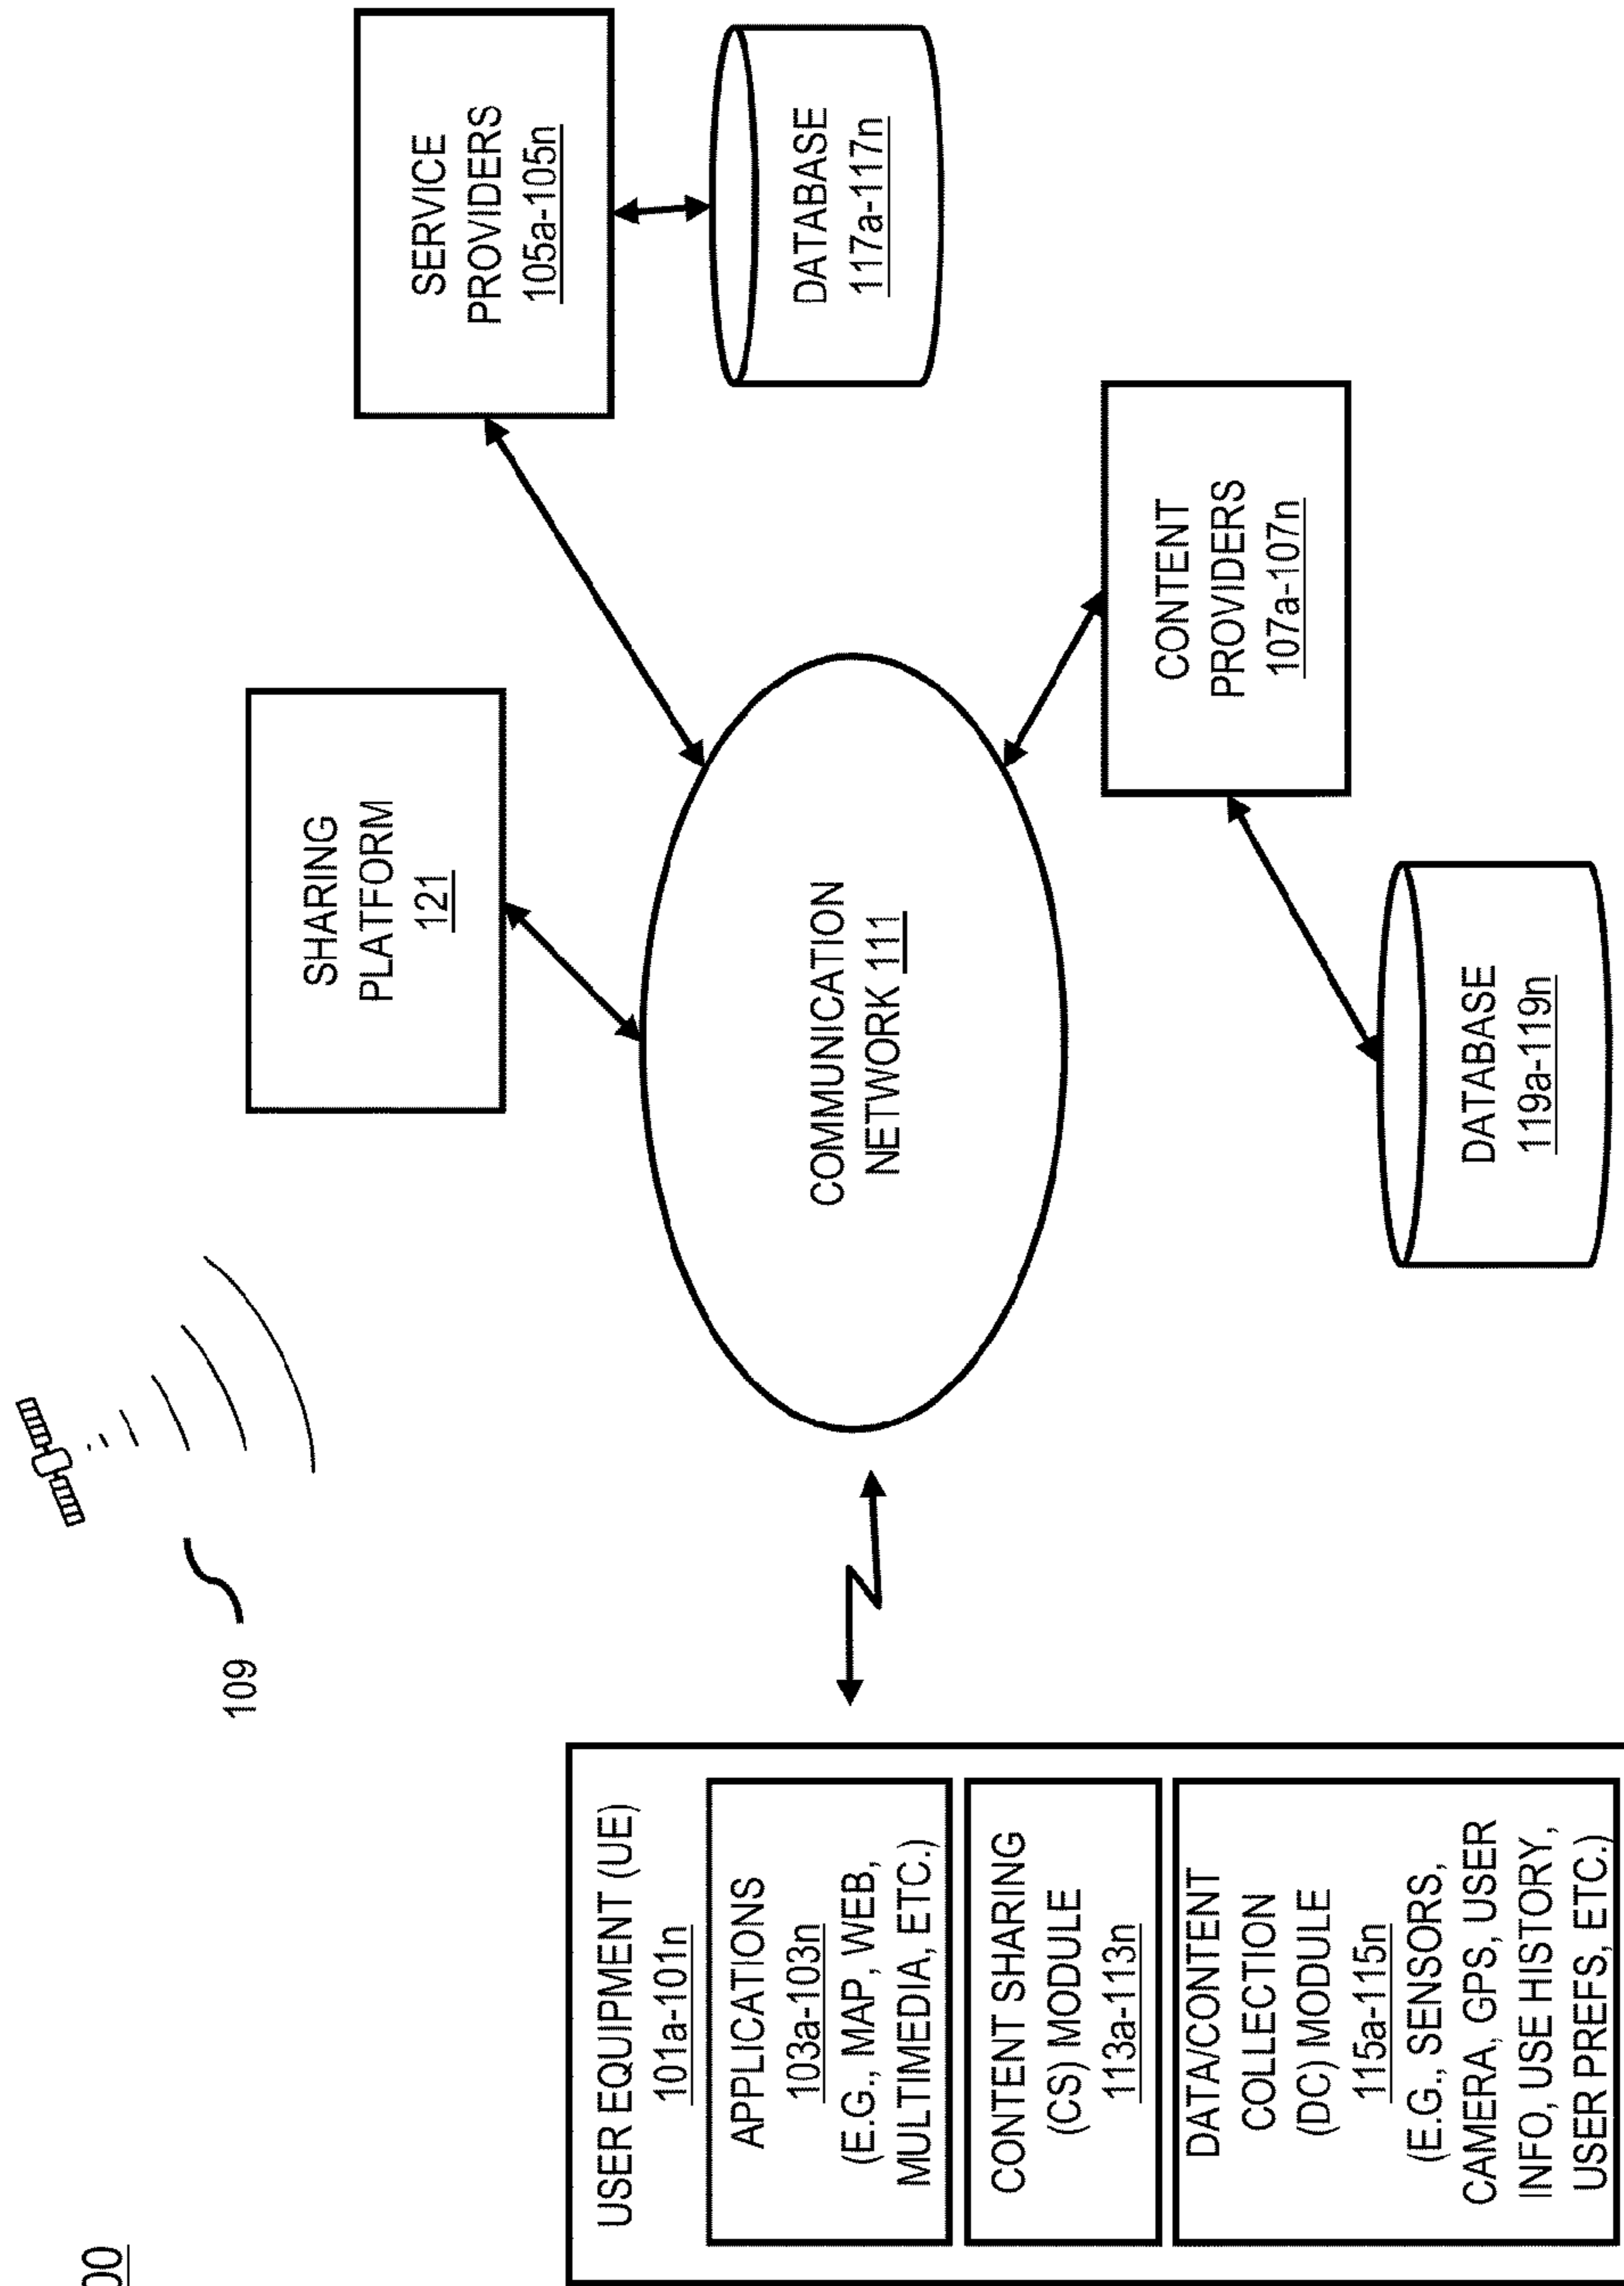 00
109
SHARING
PLATFORM
121
SERVICE
PROVIDERS
105a-105n
DATABASE
117a-117n
USER EQUIPMENT (UE)
101a-101n
APPLICATIONS
103a-103n
(E.G., MAP, WEB,
MULTIMEDIA, ETC.)
CONTENT SHARING
(CS) MODULE
113a-113n
DATA/CONTENT
COLLECTION
(DC) MODULE
115a-115n
(E.G., SENSORS,
CAMERA, GPS, USER
INFO, USE HISTORY,
USER PREFS, ETC.)
COMMUNICATION
NETWORK 111
CONTENT
PROVIDERS
107a-107n
DATABASE
119a-119n